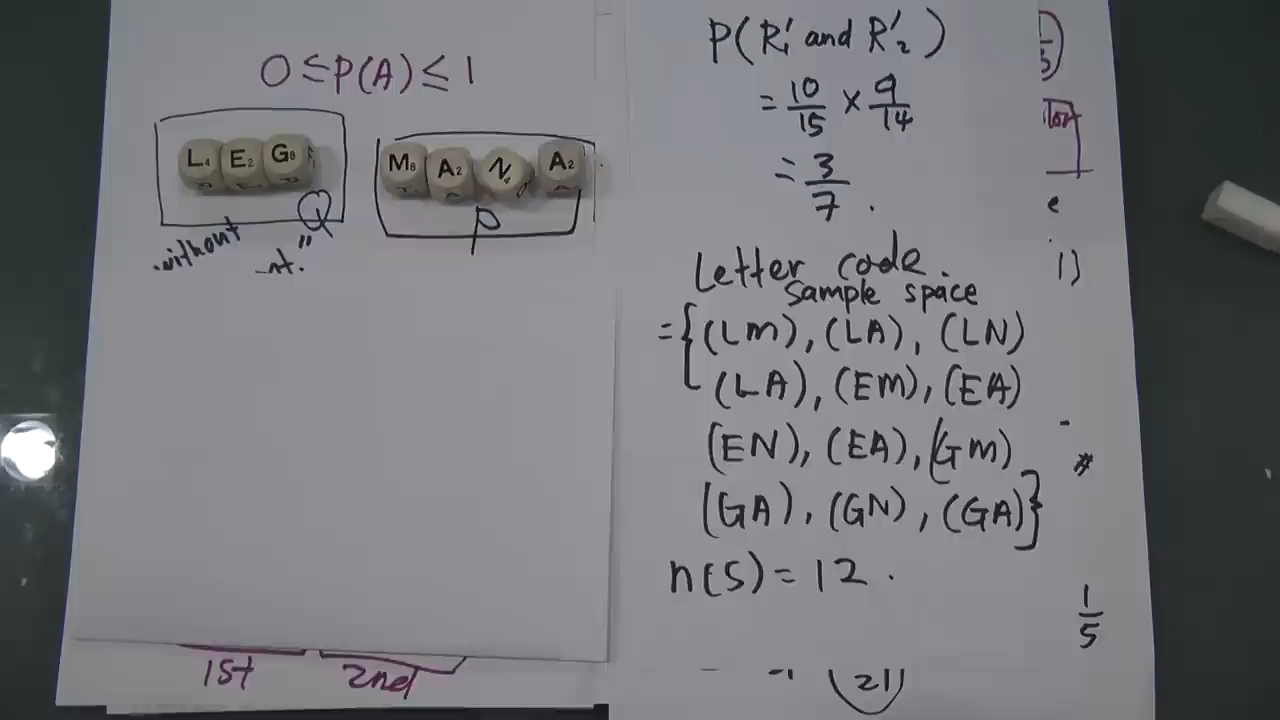 0 ≤ P(A) ≤ 1
L4 E2 G8
M8 A2 N A2
Q
P
without
1st 2nd
P(R'1 and R'2)
= 10/15 × 9/14
= 3/7 .
Letter code.
Sample space
= { (LM), (LA), (LN)
(LA), (EM), (EA)
(EN), (EA), (GM)
(GA), (GN), (GA) }
n(S) = 12 .
21
e
i)
#
1/5